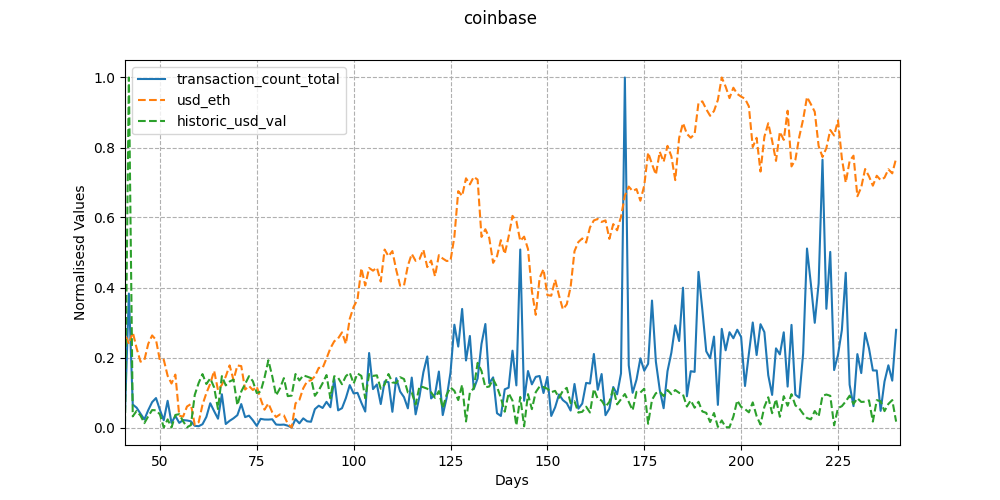 coinbase
transaction_count_total
usd_eth
historic_usd_val
Normalisesd Values
1.0
0.8
0.6
0.4
0.2
0.0
50 75 100 125 150 175 200 225
Days